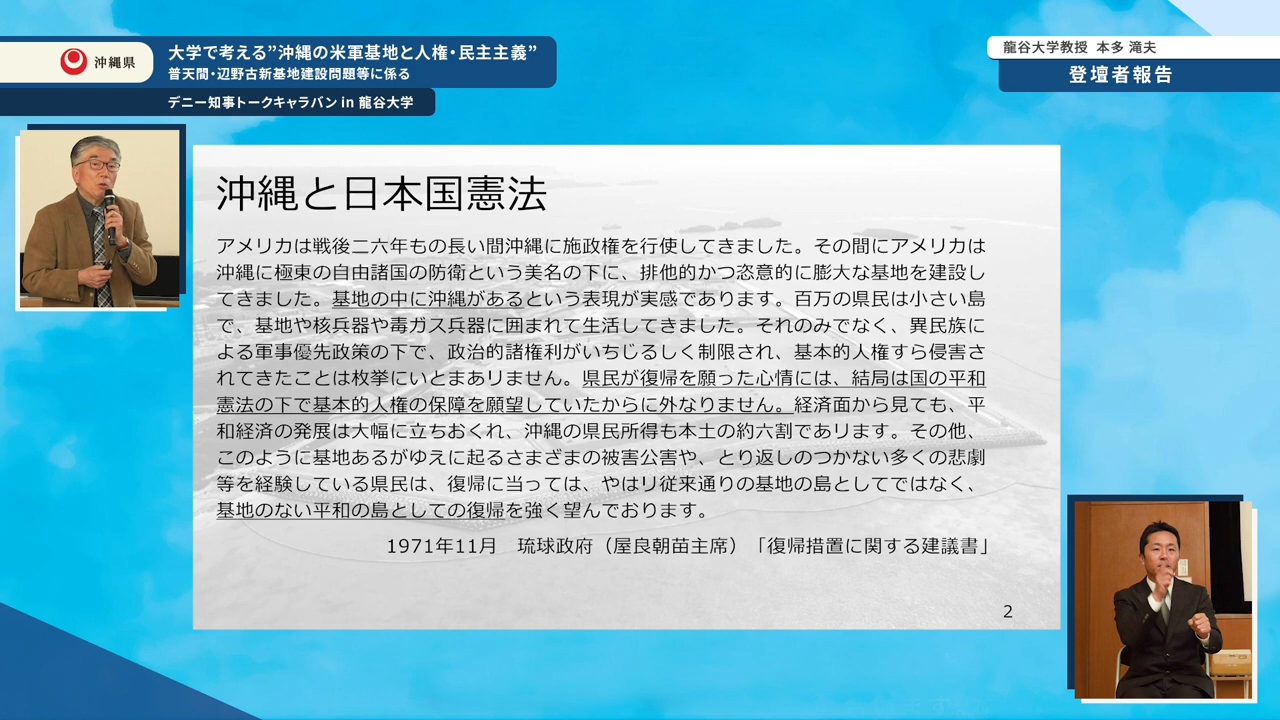 沖縄県
大学で考える”沖縄の米軍基地と人権・民主主義”
普天間・辺野古新基地建設問題等に係る
デニー知事トークキャラバン in 龍谷大学
龍谷大学教授 本多 滝夫
登壇者報告
沖縄と日本国憲法
アメリカは戦後二六年もの長い間沖縄に施政権を行使してきました。その間にアメリカは
沖縄に極東の自由諸国の防衛という美名の下に、排他的かつ恣意的に膨大な基地を建設し
てきました。基地の中に沖縄があるという表現が実感であります。百万の県民は小さい島
で、基地や核兵器や毒ガス兵器に囲まれて生活してきました。それのみでなく、異民族に
よる軍事優先政策の下で、政治的諸権利がいちじるしく制限され、基本的人権すら侵害さ
れてきたことは枚挙にいとまありません。県民が復帰を願った心情には、結局は国の平和
憲法の下で基本的人権の保障を願望していたからに外なりません。経済面から見ても、平
和経済の発展は大幅に立ちおくれ、沖縄の県民所得も本土の約六割であります。その他、
このように基地あるがゆえに起るさまざまの被害公害や、とり返しのつかない多くの悲劇
等を経験している県民は、復帰に当っては、やはり従来通りの基地の島としてではなく、
基地のない平和の島としての復帰を強く望んでおります。
1971年11月 琉球政府（屋良朝苗主席）「復帰措置に関する建議書」
2